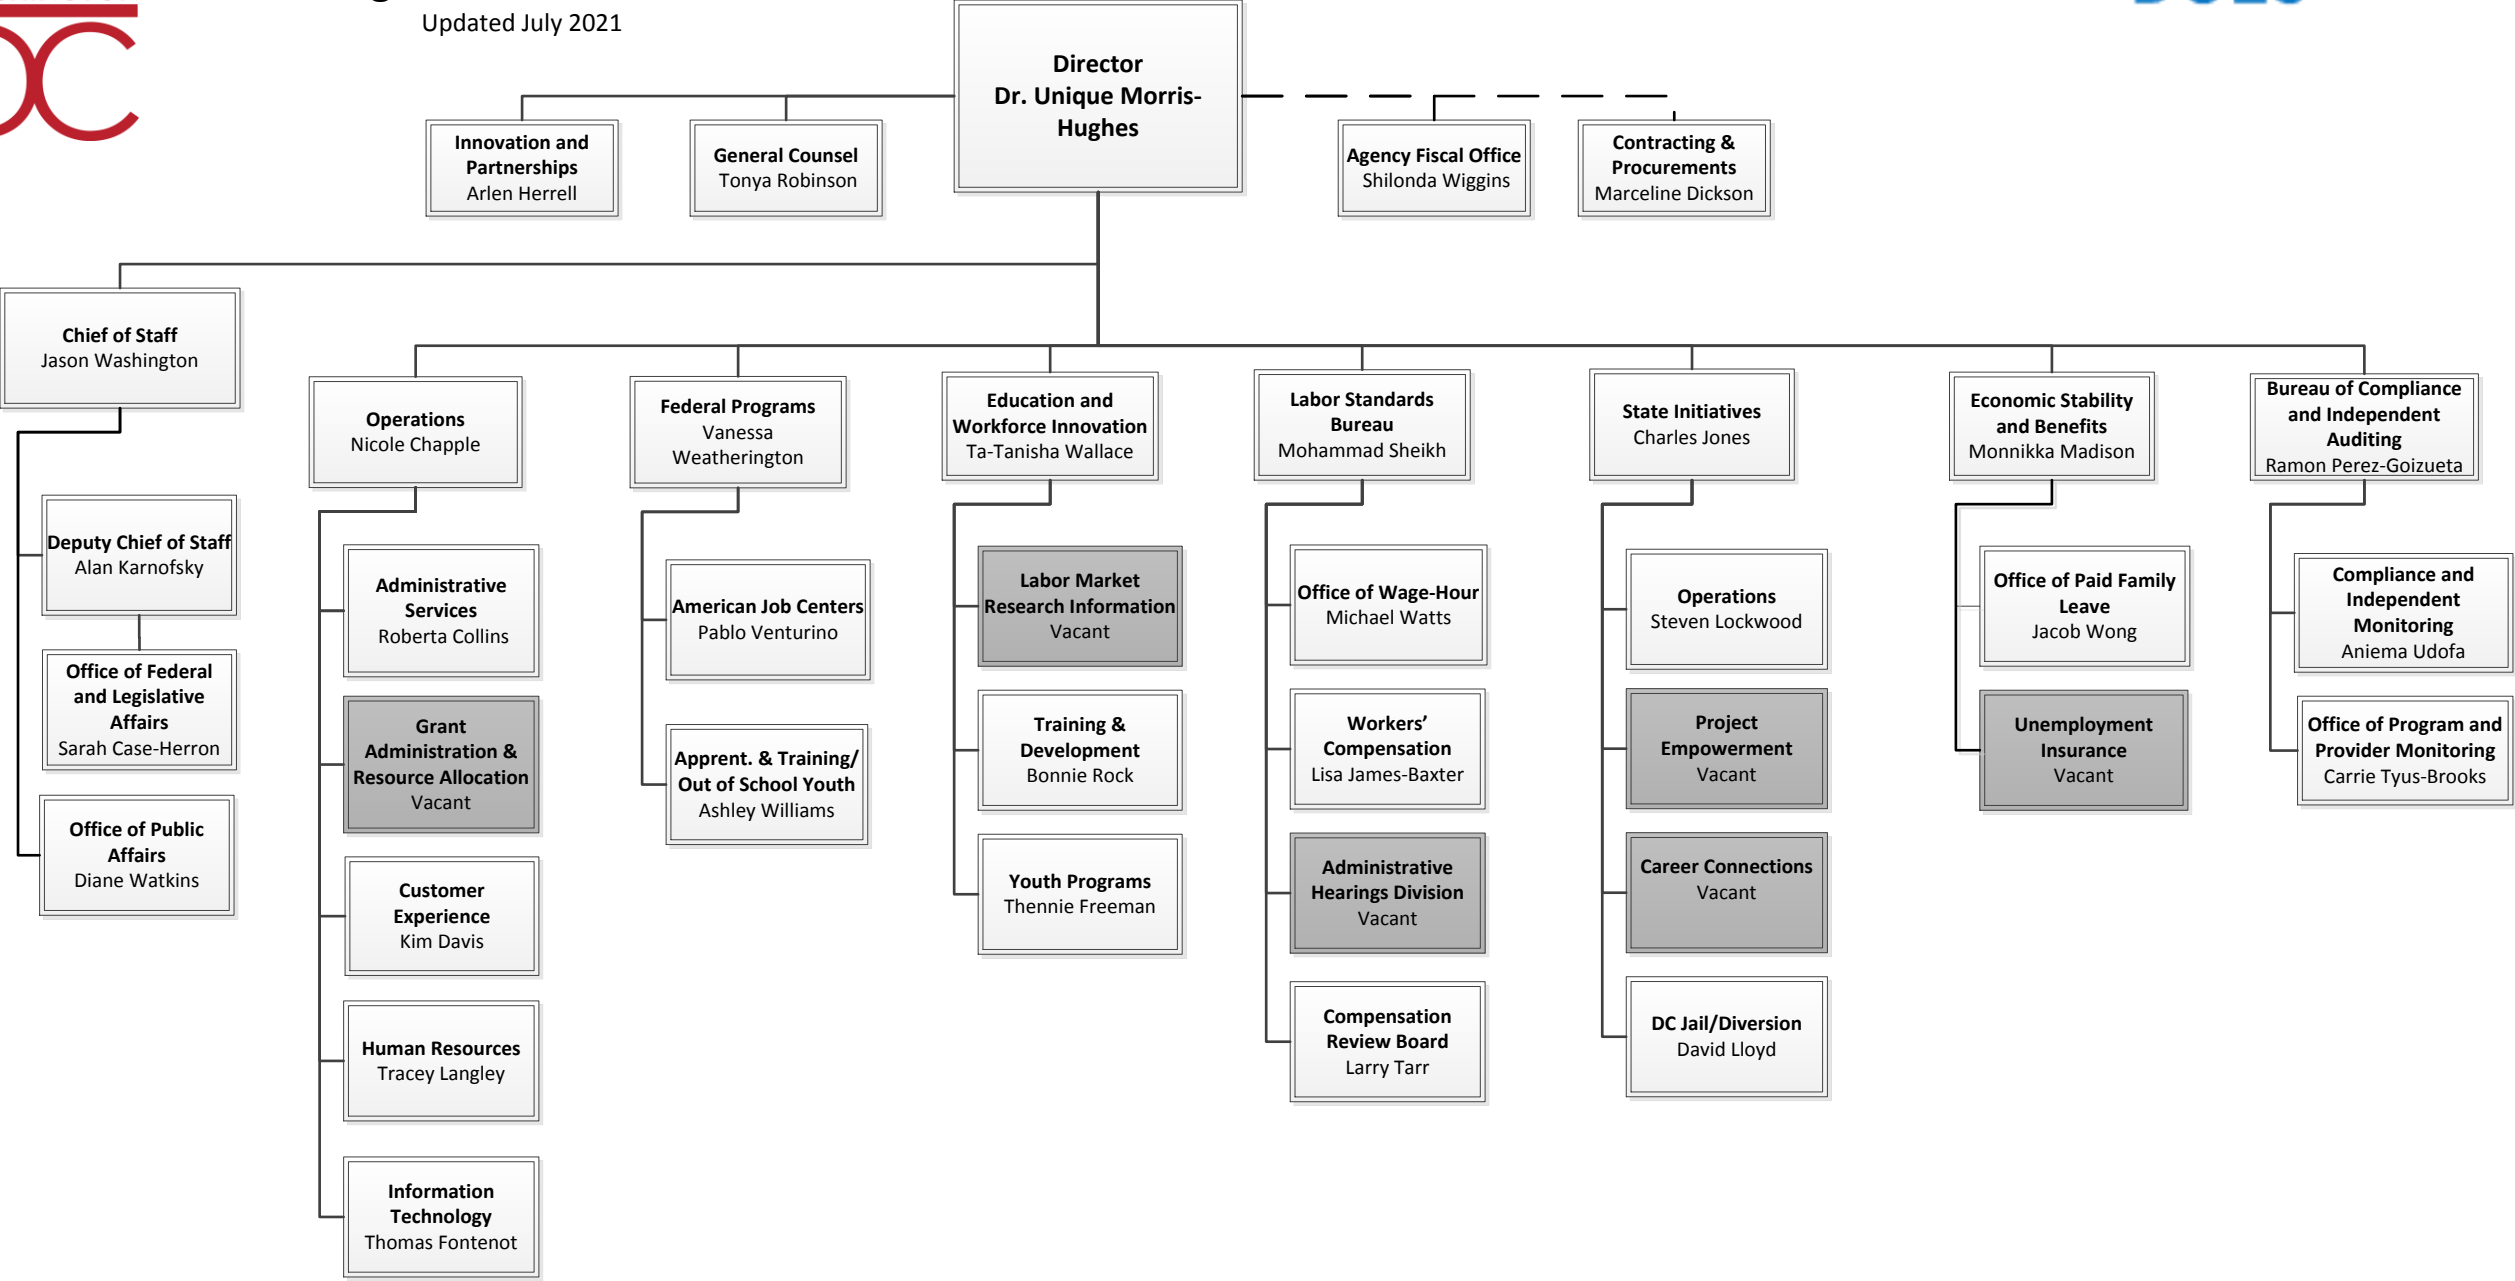 Updated July 2021
Director
Dr. Unique Morris-
Hughes
Innovation and
Partnerships
Arlen Herrell
General Counsel
Tonya Robinson
Agency Fiscal Office
Shilonda Wiggins
Contracting &
Procurements
Marceline Dickson
Chief of Staff
Jason Washington
Operations
Nicole Chapple
Federal Programs
Vanessa
Weatherington
Education and
Workforce Innovation
Ta-Tanisha Wallace
Labor Standards
Bureau
Mohammad Sheikh
State Initiatives
Charles Jones
Economic Stability
and Benefits
Monnikka Madison
Bureau of Compliance
and Independent
Auditing
Ramon Perez-Goizueta
Deputy Chief of Staff
Alan Karnofsky
Office of Federal
and Legislative
Affairs
Sarah Case-Herron
Office of Public
Affairs
Diane Watkins
Administrative
Services
Roberta Collins
Grant
Administration &
Resource Allocation
Vacant
Customer
Experience
Kim Davis
Human Resources
Tracey Langley
Information
Technology
Thomas Fontenot
American Job Centers
Pablo Venturino
Apprent. & Training/
Out of School Youth
Ashley Williams
Labor Market
Research Information
Vacant
Training &
Development
Bonnie Rock
Youth Programs
Thennie Freeman
Office of Wage-Hour
Michael Watts
Workers’
Compensation
Lisa James-Baxter
Administrative
Hearings Division
Vacant
Compensation
Review Board
Larry Tarr
Operations
Steven Lockwood
Project
Empowerment
Vacant
Career Connections
Vacant
DC Jail/Diversion
David Lloyd
Office of Paid Family
Leave
Jacob Wong
Unemployment
Insurance
Vacant
Compliance and
Independent
Monitoring
Aniema Udofa
Office of Program and
Provider Monitoring
Carrie Tyus-Brooks